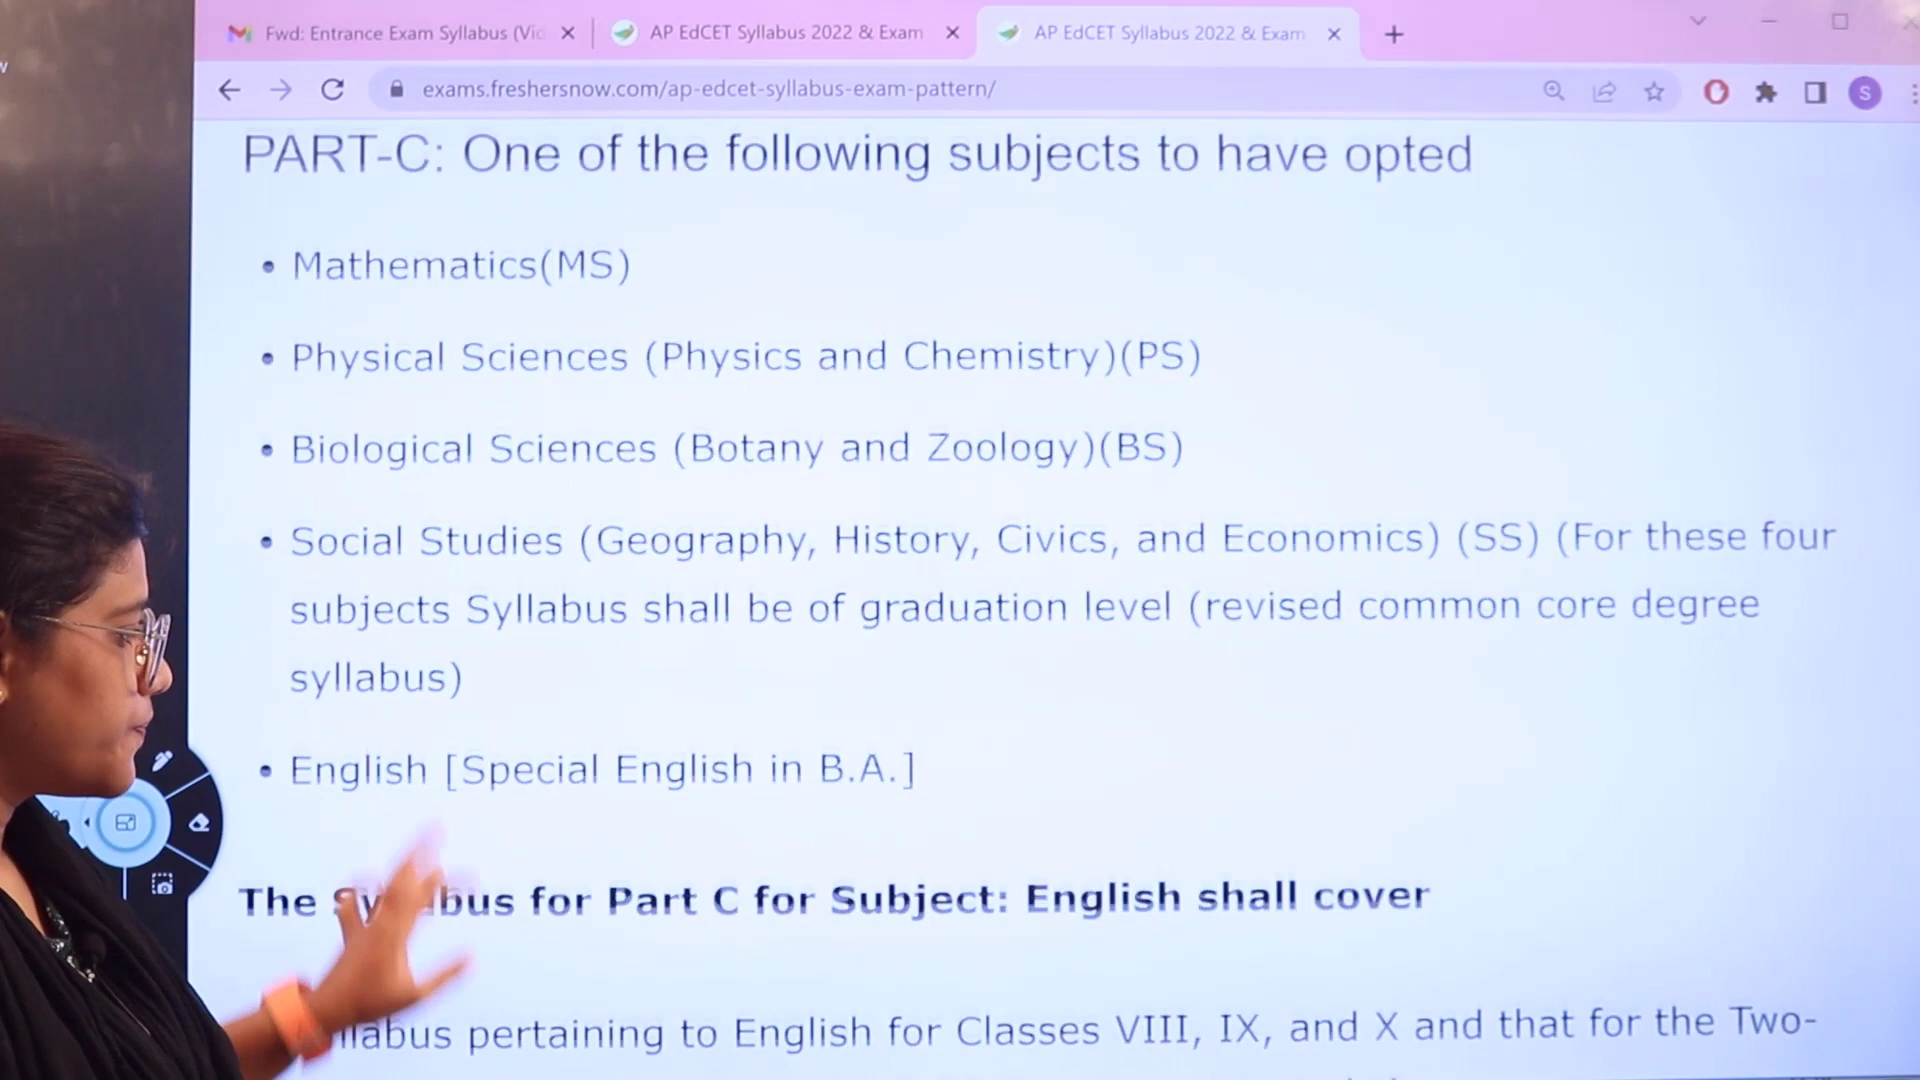 Fwd: Entrance Exam Syllabus (Vic
AP EdCET Syllabus 2022 & Exam
AP EdCET Syllabus 2022 & Exam
exams.freshersnow.com/ap-edcet-syllabus-exam-pattern/
S
PART-C: One of the following subjects to have opted
• Mathematics(MS)
• Physical Sciences (Physics and Chemistry)(PS)
• Biological Sciences (Botany and Zoology)(BS)
• Social Studies (Geography, History, Civics, and Economics) (SS) (For these four
subjects Syllabus shall be of graduation level (revised common core degree
syllabus)
• English [Special English in B.A.]
The Syllabus for Part C for Subject: English shall cover
llabus pertaining to English for Classes VIII, IX, and X and that for the Two-